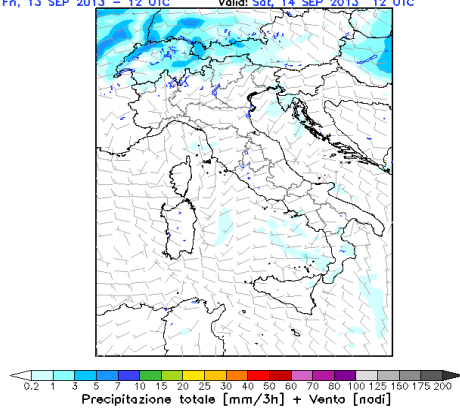 Fri, 13 SEP 2013 - 12 UTC Valid: Sat, 14 SEP 2013 12 UTC
0.2 1 3 5 7 10 15 20 25 30 40 50 60 70 80 100 125 150 175 200
Precipitazione totale [mm/3h] + Vento [nodi]